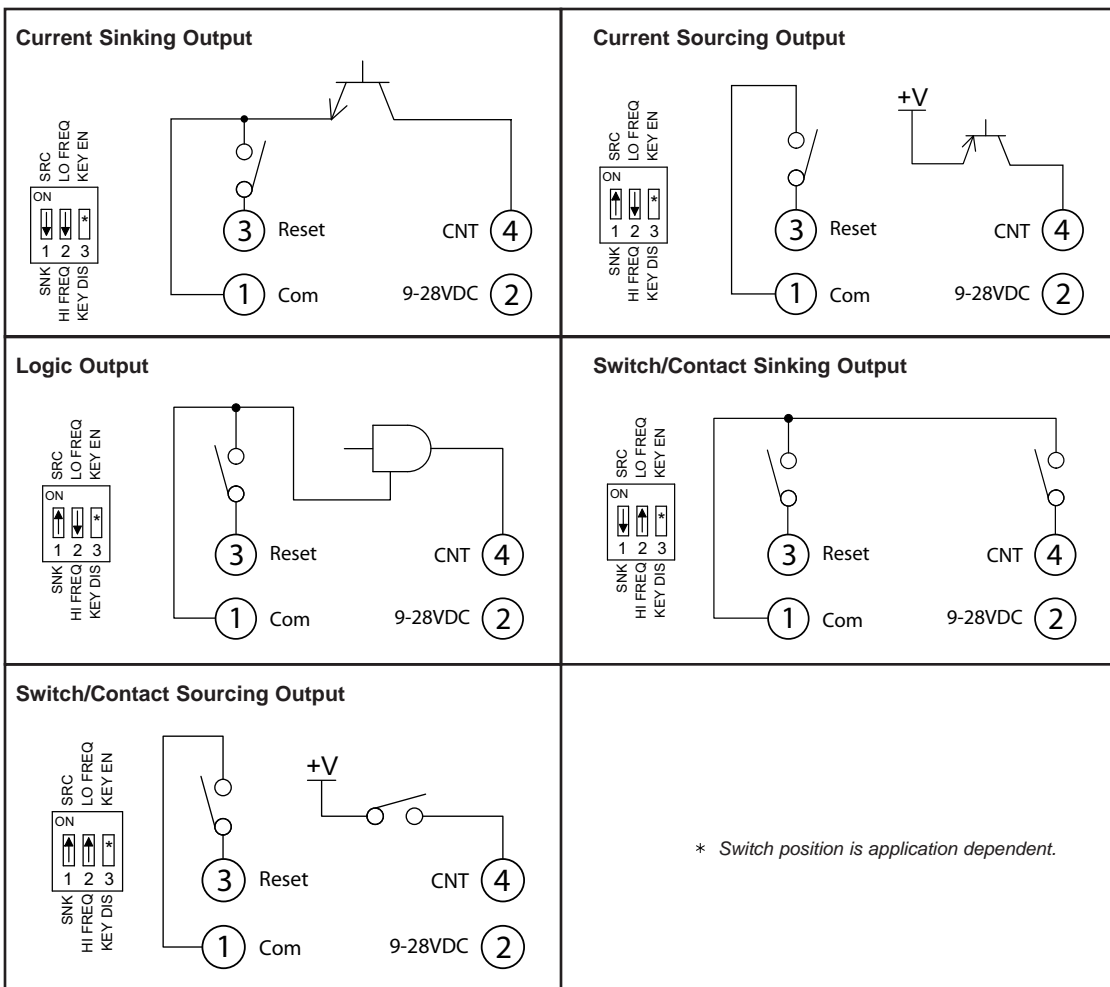 Current Sinking Output
SRC
LO FREQ
KEY EN
ON
*
1 2 3
SNK
HI FREQ
KEY DIS
3 Reset
CNT 4
1 Com
9-28VDC 2
Current Sourcing Output
+V
SRC
LO FREQ
KEY EN
ON
*
1 2 3
SNK
HI FREQ
KEY DIS
3 Reset
CNT 4
1 Com
9-28VDC 2
Logic Output
SRC
LO FREQ
KEY EN
ON
*
1 2 3
SNK
HI FREQ
KEY DIS
3 Reset
CNT 4
1 Com
9-28VDC 2
Switch/Contact Sinking Output
SRC
LO FREQ
KEY EN
ON
*
1 2 3
SNK
HI FREQ
KEY DIS
3 Reset
CNT 4
1 Com
9-28VDC 2
Switch/Contact Sourcing Output
+V
SRC
LO FREQ
KEY EN
ON
*
1 2 3
SNK
HI FREQ
KEY DIS
3 Reset
CNT 4
1 Com
9-28VDC 2
* Switch position is application dependent.